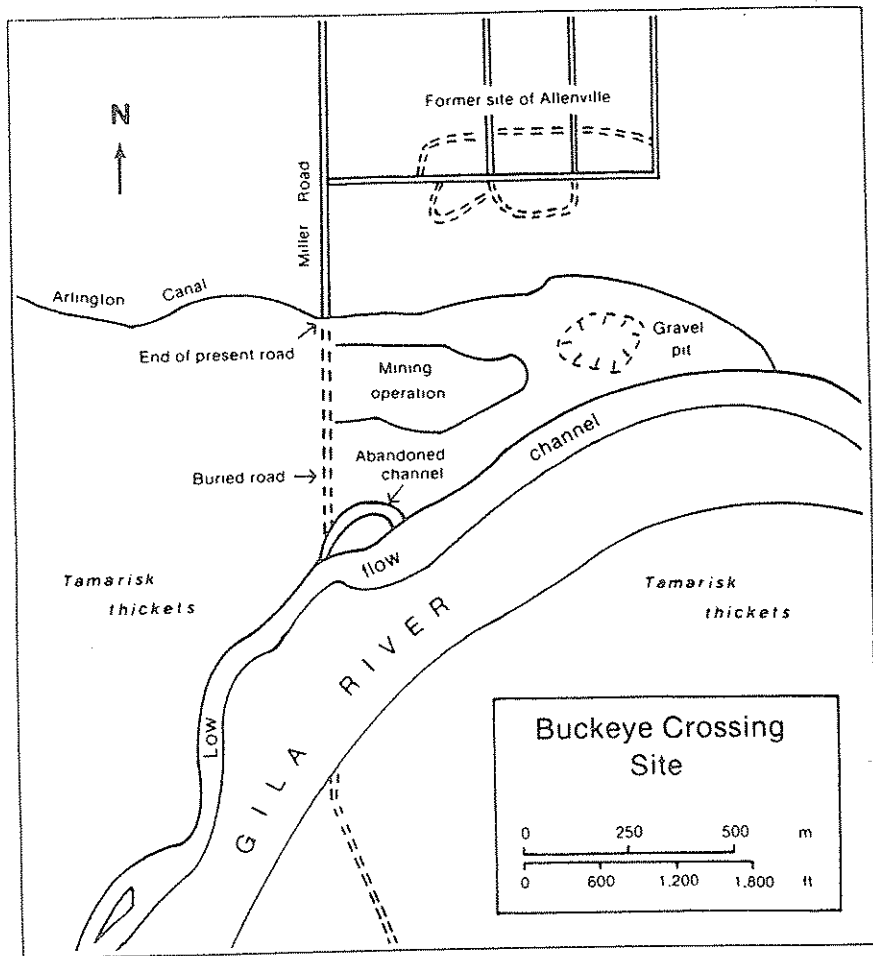 N
Former site of Allenville
Miller Road
Arlington Canal
End of present road
Gravel
pit
Mining
operation
Abandoned
channel
Buried road
Low flow channel
Tamarisk
thickets
Tamarisk
thickets
GILA RIVER
Buckeye Crossing
Site
0 250 500 m
0 600 1.200 1.800 ft